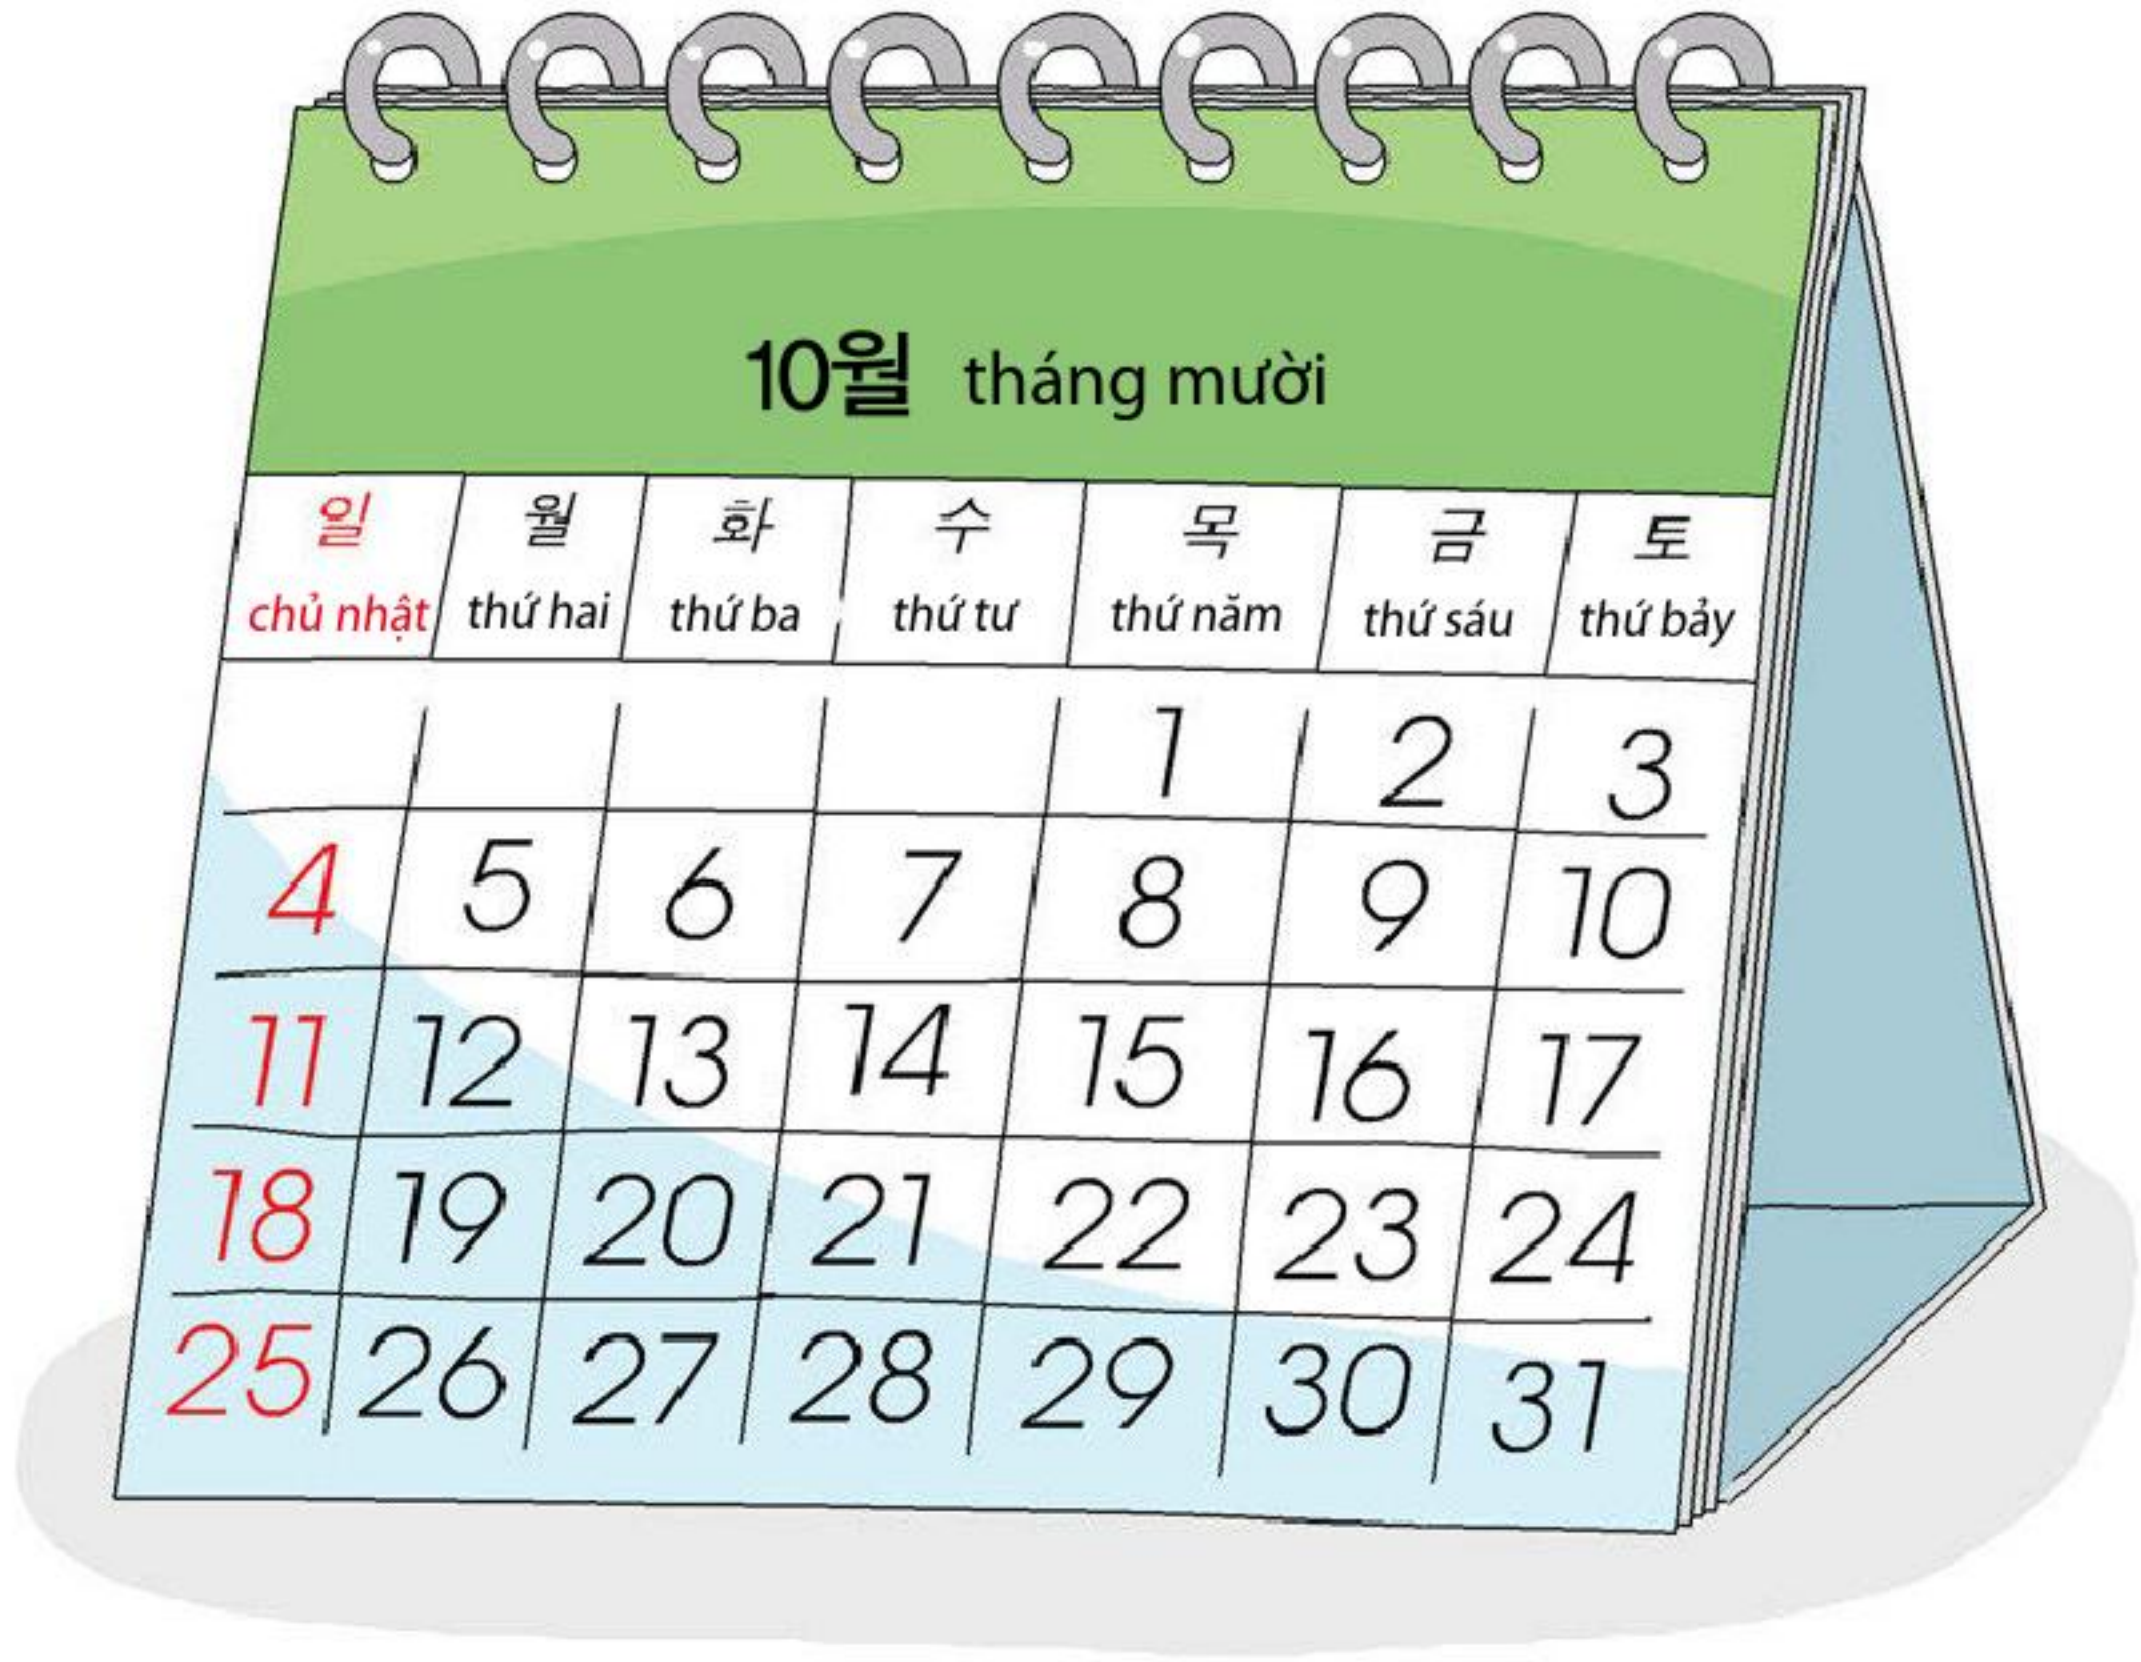 10월 tháng mười
일 월 화 수 목 금 토
chủ nhật thứ hai thứ ba thứ tư thứ năm thứ sáu thứ bảy
1 2 3
4 5 6 7 8 9 10
11 12 13 14 15 16 17
18 19 20 21 22 23 24
25 26 27 28 29 30 31